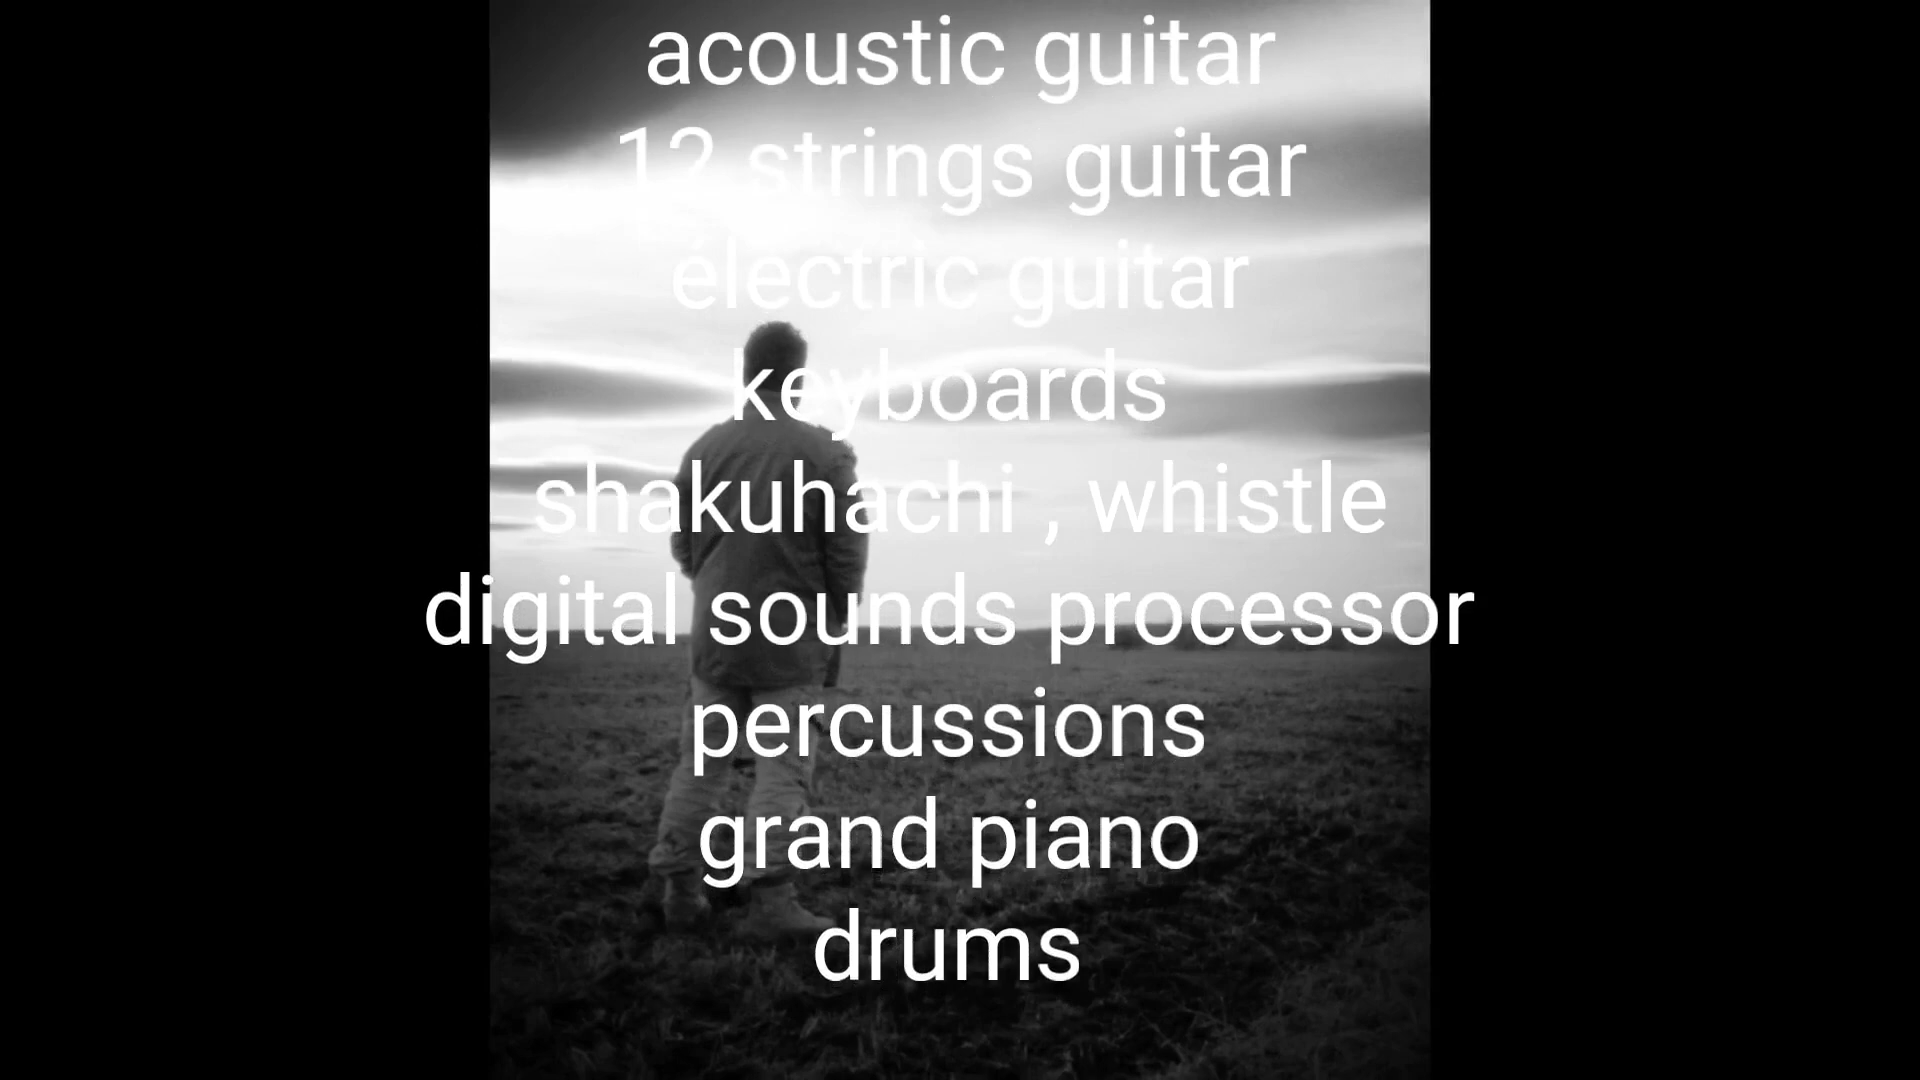 acoustic guitar
12 strings guitar
électric guitar
keyboards
shakuhachi , whistle
digital sounds processor
percussions
grand piano
drums